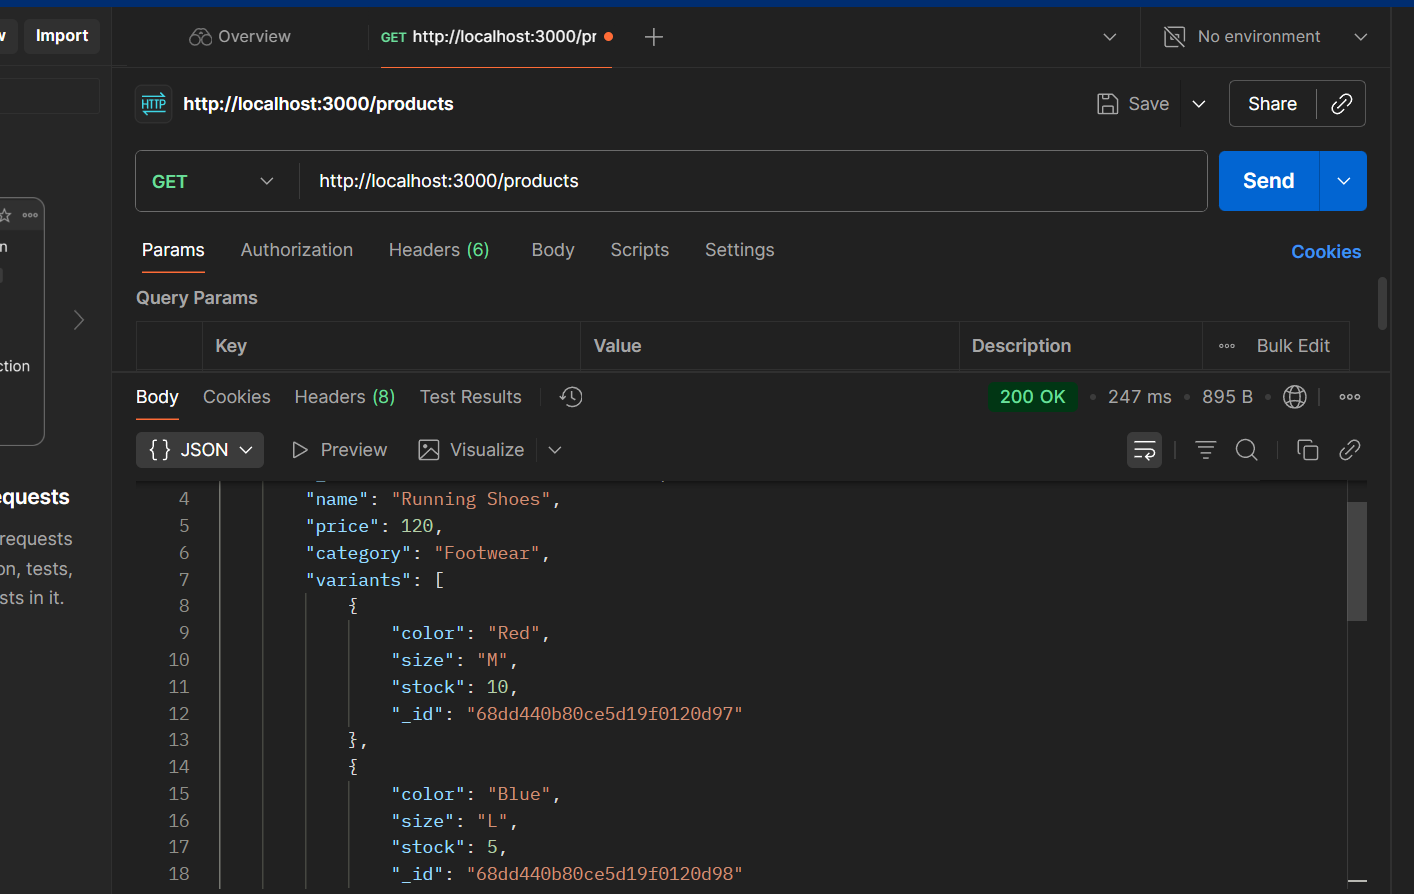 w Import
Overview
GET http://localhost:3000/pr
No environment
HTTP http://localhost:3000/products
Save
Share
GET http://localhost:3000/products
Send
Params Authorization Headers (6) Body Scripts Settings
Cookies
Query Params
Key Value Description Bulk Edit
n
ction
equests
requests
on, tests,
sts in it.
Body Cookies Headers (8) Test Results
200 OK • 247 ms • 895 B •
{} JSON Preview Visualize
4 "name": "Running Shoes",
5 "price": 120,
6 "category": "Footwear",
7 "variants": [
8 {
9 "color": "Red",
10 "size": "M",
11 "stock": 10,
12 "_id": "68dd440b80ce5d19f0120d97"
13 },
14 {
15 "color": "Blue",
16 "size": "L",
17 "stock": 5,
18 "_id": "68dd440b80ce5d19f0120d98"